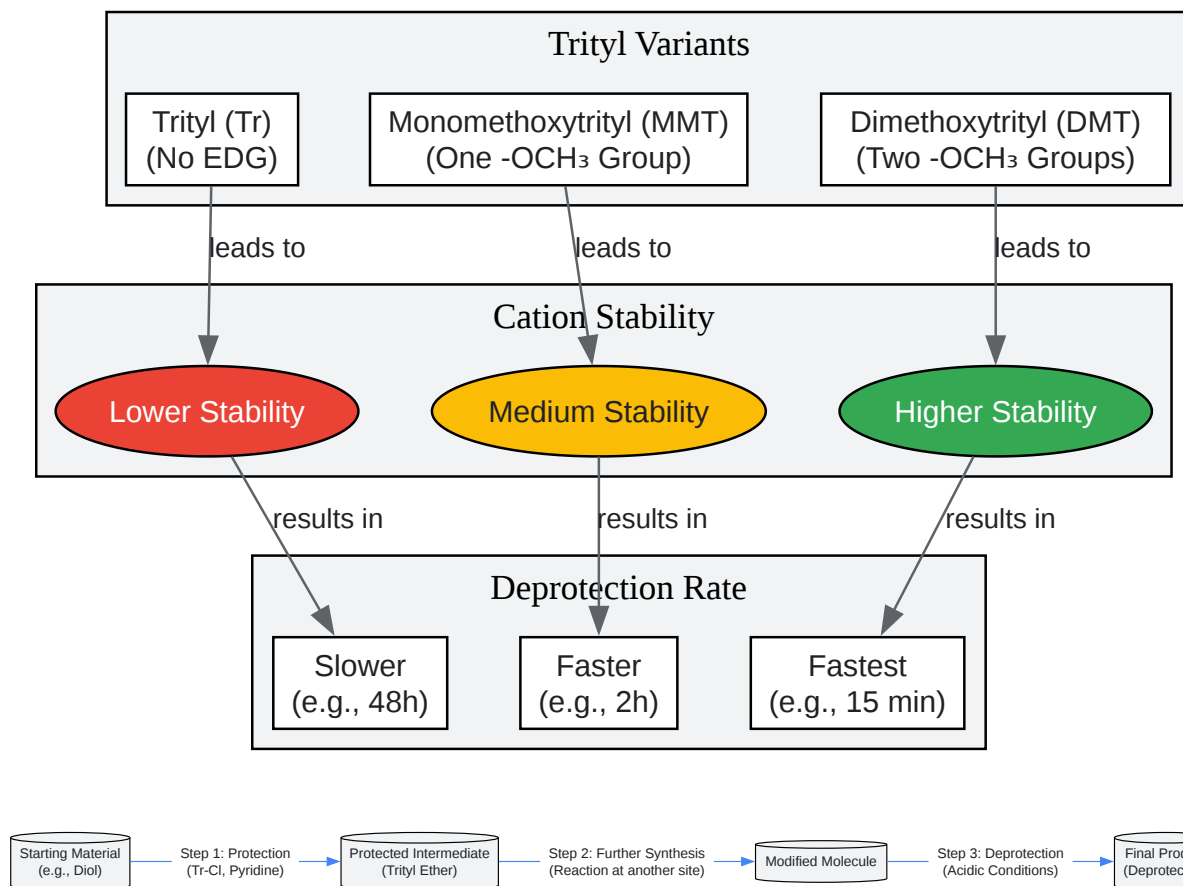 Trityl Variants
Trityl (Tr)
(No EDG)
Monomethoxytrityl (MMT)
(One -OCH₃ Group)
Dimethoxytrityl (DMT)
(Two -OCH₃ Groups)
leads to
leads to
leads to
Cation Stability
Lower Stability
Medium Stability
Higher Stability
results in
results in
results in
Deprotection Rate
Slower
(e.g., 48h)
Faster
(e.g., 2h)
Fastest
(e.g., 15 min)
Starting Material
(e.g., Diol)
Step 1: Protection
(Tr-Cl, Pyridine)
Protected Intermediate
(Trityl Ether)
Step 2: Further Synthesis
(Reaction at another site)
Modified Molecule
Step 3: Deprotection
(Acidic Conditions)
Final